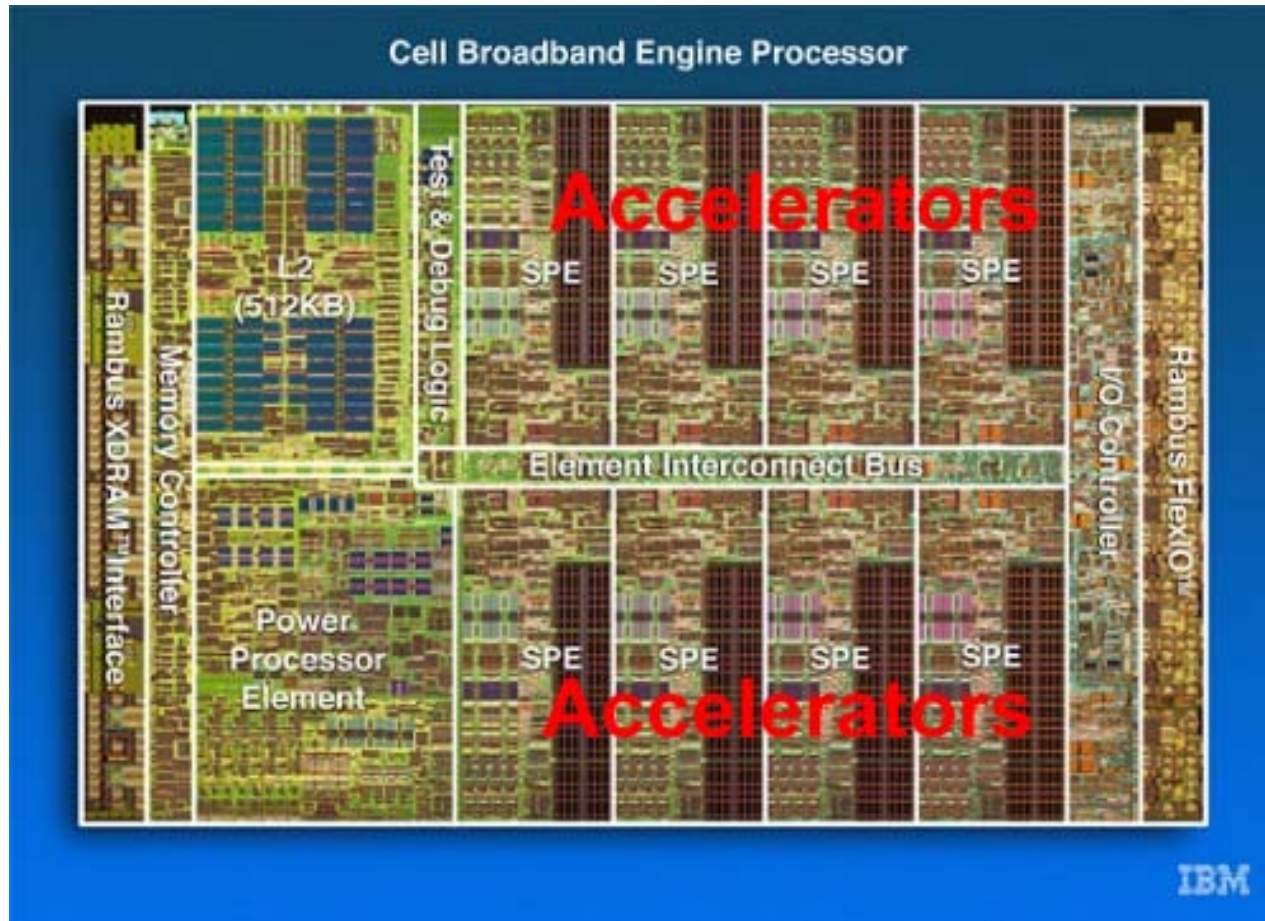 Cell Broadband Engine Processor
Rambus XDRAM™ Interface
Memory Controller
L2
(512KB)
Test & Debug Logic
Accelerators
SPE
SPE
SPE
SPE
Element Interconnect Bus
Power
Processor
Element
SPE
SPE
SPE
SPE
Accelerators
I/O Controller
Rambus FlexIO™
IBM